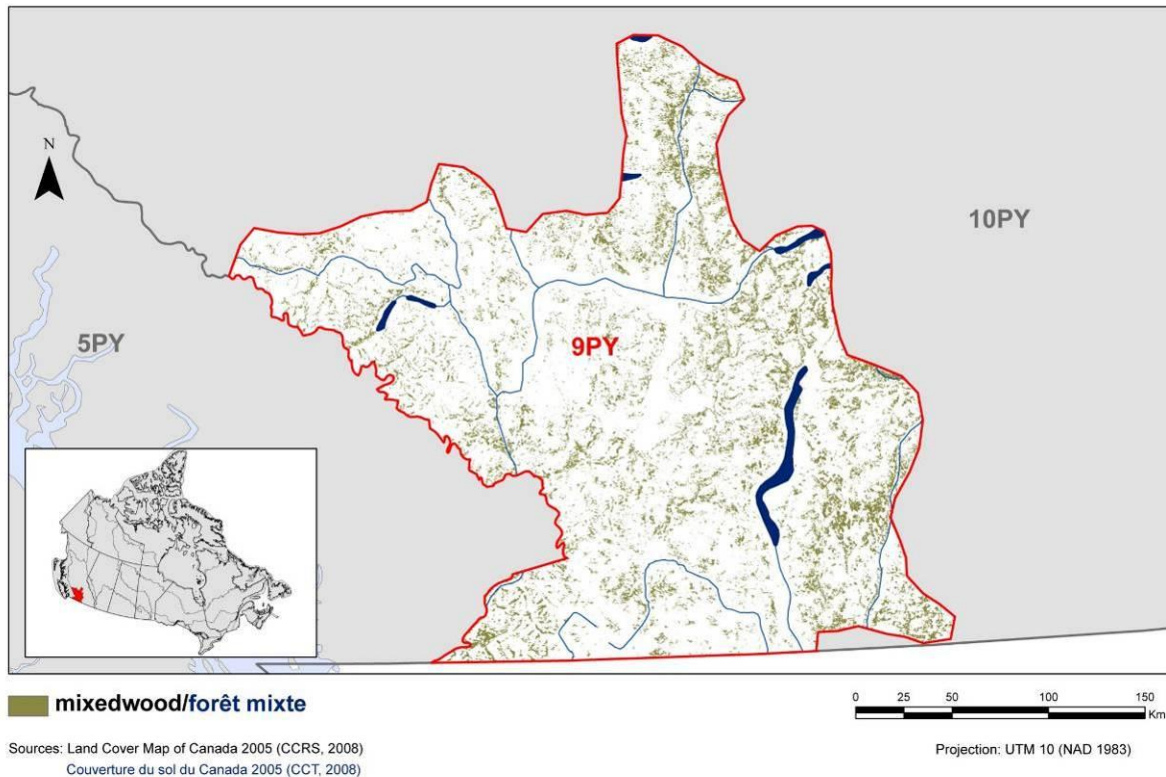 N
10PY
5PY
9PY
mixedwood/forêt mixte
0 25 50 100 150
Km
Sources: Land Cover Map of Canada 2005 (CCRS, 2008)
Projection: UTM 10 (NAD 1983)
Couverture du sol du Canada 2005 (CCT, 2008)